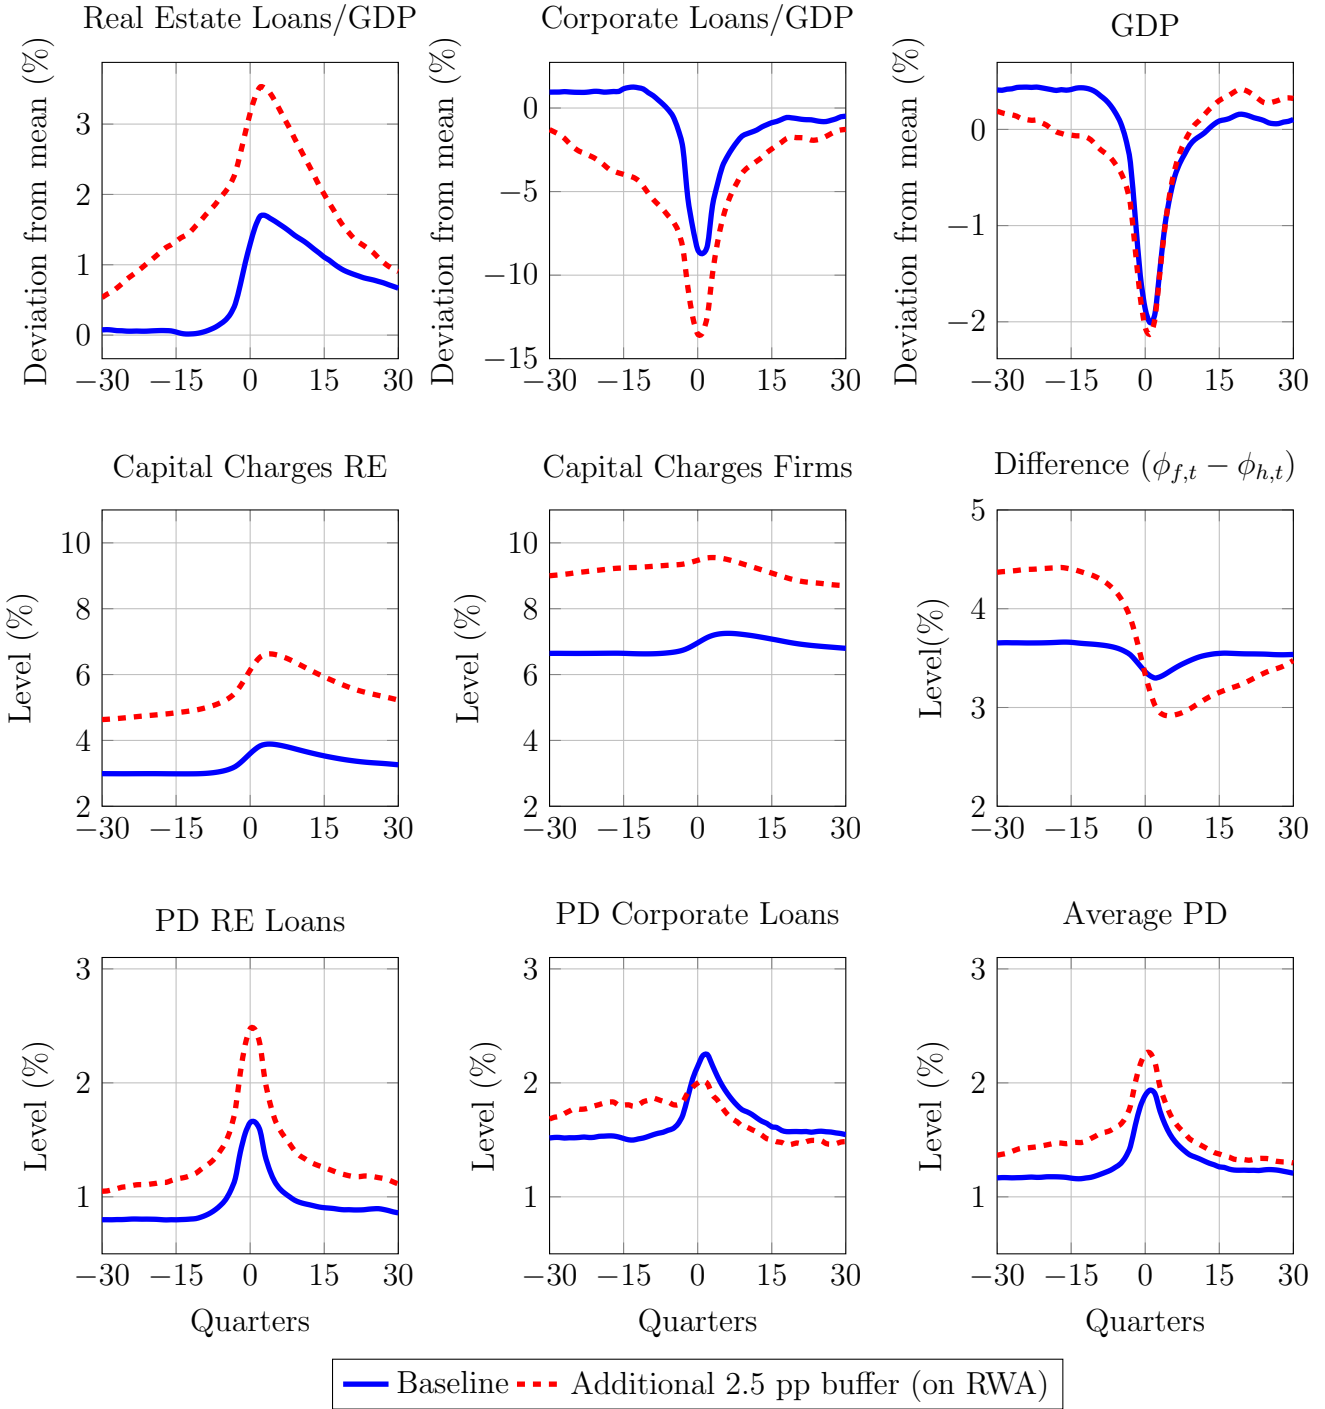 Real Estate Loans/GDP
Deviation from mean (%)
3
2
1
0
−30 −15 0 15 30
Corporate Loans/GDP
Deviation from mean (%)
0
−5
−10
−15
−30 −15 0 15 30
GDP
Deviation from mean (%)
0
−1
−2
−30 −15 0 15 30
Capital Charges RE
Level (%)
10
8
6
4
2
−30 −15 0 15 30
Capital Charges Firms
Level (%)
10
8
6
4
2
−30 −15 0 15 30
Difference (ϕf,t − ϕh,t)
Level(%)
5
4
3
2
−30 −15 0 15 30
PD RE Loans
Level (%)
3
2
1
−30 −15 0 15 30
Quarters
PD Corporate Loans
Level (%)
3
2
1
−30 −15 0 15 30
Quarters
Average PD
Level (%)
3
2
1
−30 −15 0 15 30
Quarters
Baseline Additional 2.5 pp buffer (on RWA)